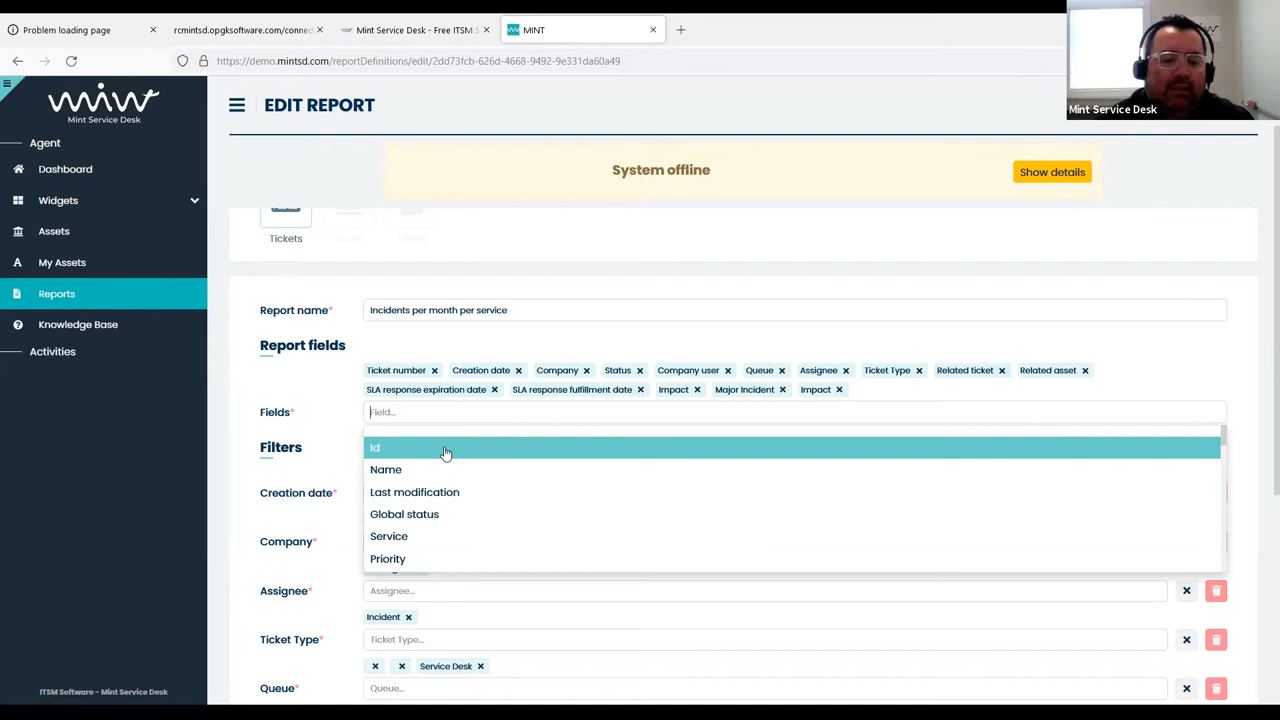 Problem loading page
rcmintsd.opgksoftware.com/connect
Mint Service Desk - Free ITSM S
MINT
https://demo.mintsd.com/reportDefinitions/edit/2dd73fcb-626d-4668-9492-9e331da60a49
Mint Service Desk
Mint Service Desk
EDIT REPORT
System offline
Show details
Agent
Dashboard
Widgets
Assets
My Assets
Reports
Knowledge Base
Activities
Tickets
Report name*
Incidents per month per service
Report fields
Ticket number Creation date Company Status Company user Queue Assignee Ticket Type Related ticket Related asset
SLA response expiration date SLA response fulfillment date Impact Major Incident Impact
Fields*
Field...
Id
Name
Last modification
Global status
Service
Priority
Filters
Creation date*
Company*
Assignee*
Assignee...
Incident
Ticket Type*
Ticket Type...
Service Desk
Queue*
Queue...
ITSM Software - Mint Service Desk